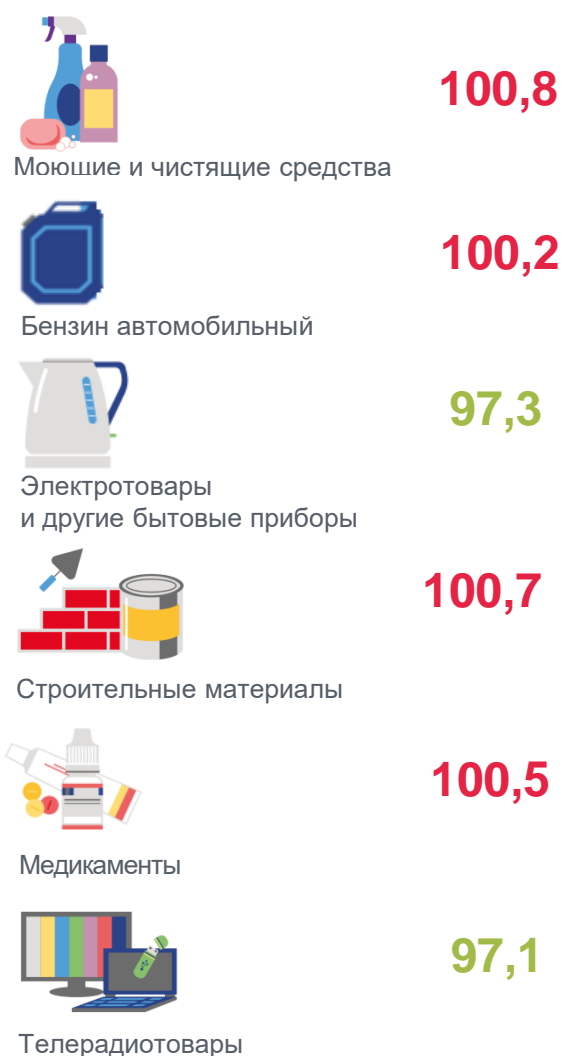 100,8
Моющие и чистящие средства
100,2
Бензин автомобильный
97,3
Электротовары
и другие бытовые приборы
100,7
Строительные материалы
100,5
Медикаменты
97,1
Телерадиотовары